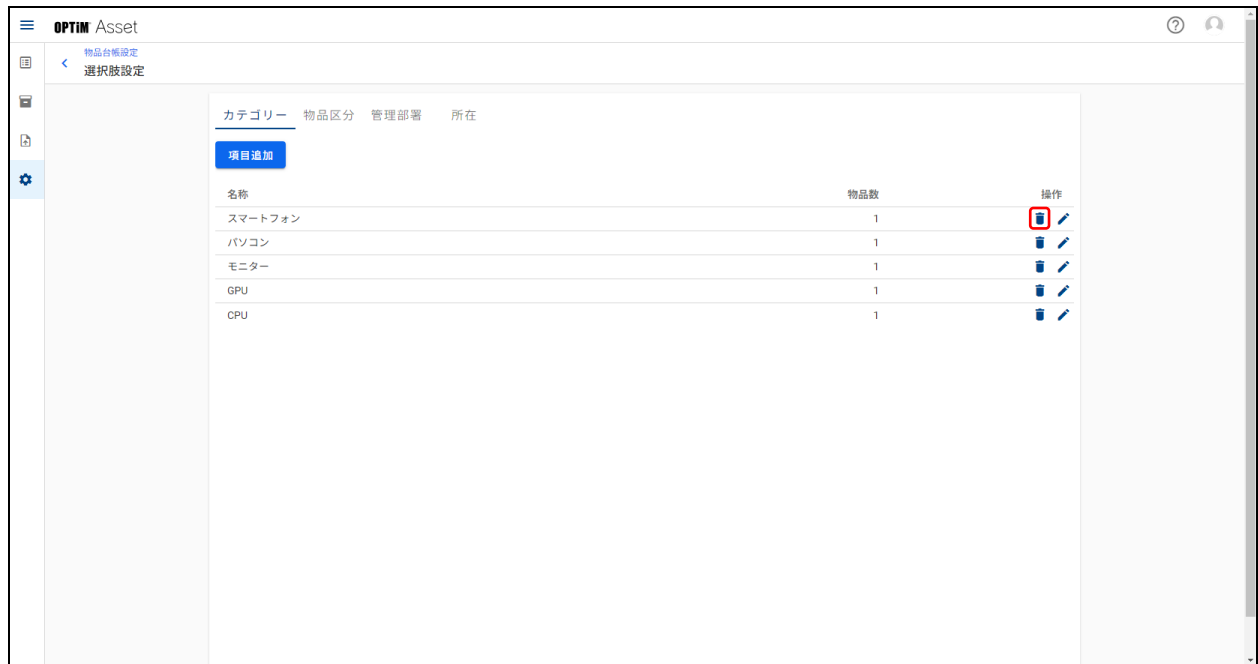 OPTiM Asset
物品台帳設定
選択肢設定
カテゴリー 物品区分 管理部署 所在
項目追加
名称 物品数 操作
スマートフォン 1
パソコン 1
モニター 1
GPU 1
CPU 1